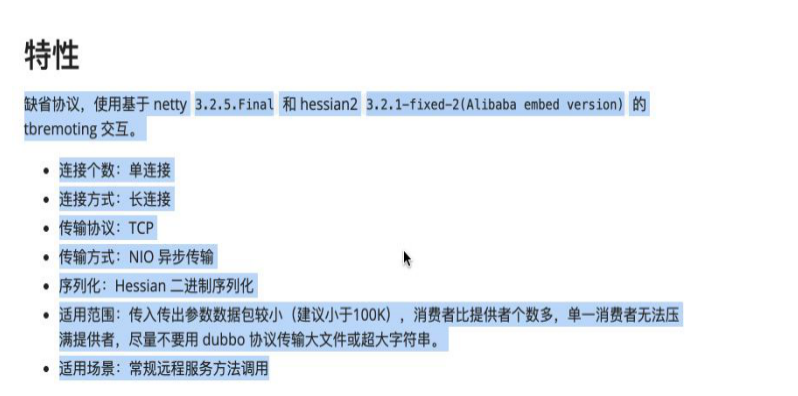 特性
缺省协议，使用基于 netty 3.2.5.Final 和 hessian2 3.2.1-fixed-2(Alibaba embed version) 的
tbremoting 交互。
• 连接个数：单连接
• 连接方式：长连接
• 传输协议：TCP
• 传输方式：NIO 异步传输
• 序列化：Hessian 二进制序列化
• 适用范围：传入传出参数数据包较小（建议小于100K），消费者比提供者个数多，单一消费者无法压
满提供者，尽量不要用 dubbo 协议传输大文件或超大字符串。
• 适用场景：常规远程服务方法调用